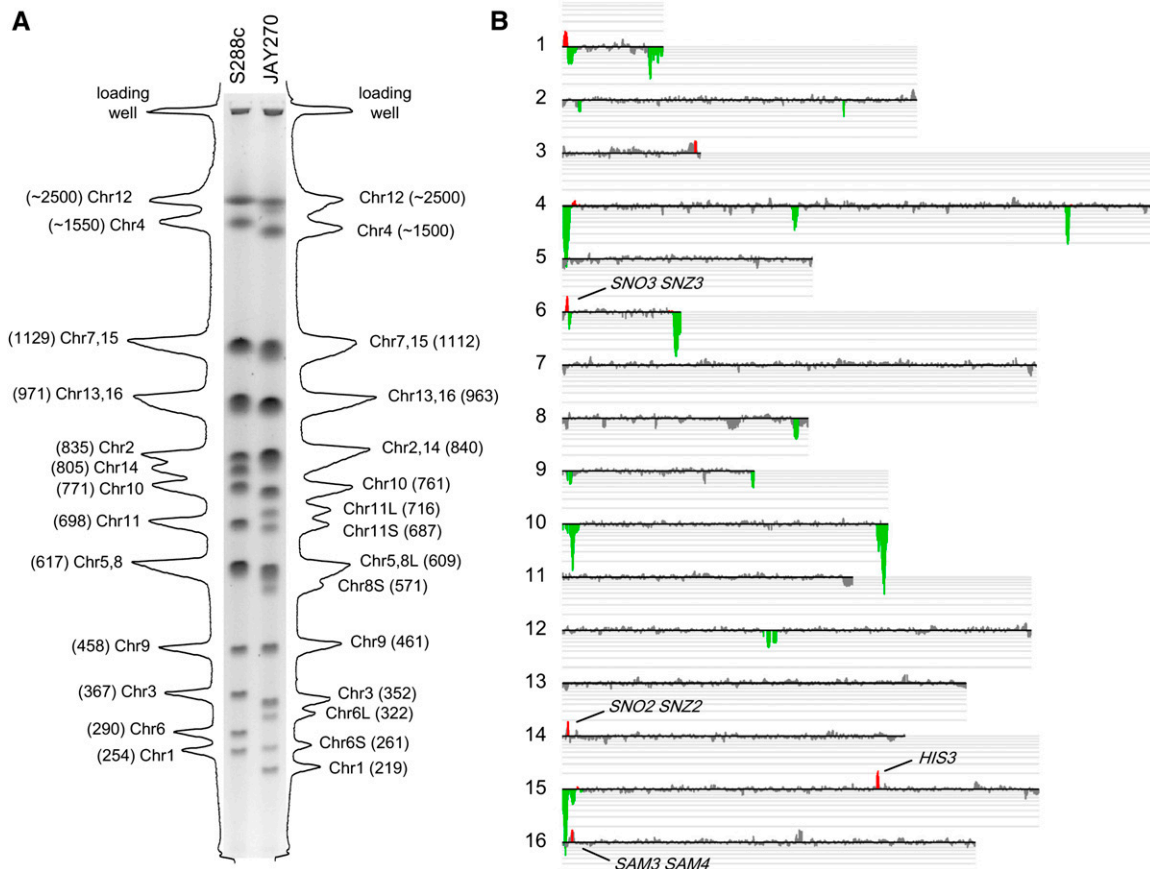 A
B
S288c
JAY270
loading
well
loading
well
(~2500) Chr12
Chr12 (~2500)
(~1550) Chr4
Chr4 (~1500)
(1129) Chr7,15
Chr7,15 (1112)
(971) Chr13,16
Chr13,16 (963)
(835) Chr2
Chr2,14 (840)
(805) Chr14
(771) Chr10
Chr10 (761)
Chr11L (716)
(698) Chr11
Chr11S (687)
(617) Chr5,8
Chr5,8L (609)
Chr8S (571)
(458) Chr9
Chr9 (461)
(367) Chr3
Chr3 (352)
Chr6L (322)
(290) Chr6
Chr6S (261)
(254) Chr1
Chr1 (219)
1
2
3
4
5
SNO3 SNZ3
6
7
8
9
10
11
12
13
SNO2 SNZ2
14
HIS3
15
16
SAM3 SAM4